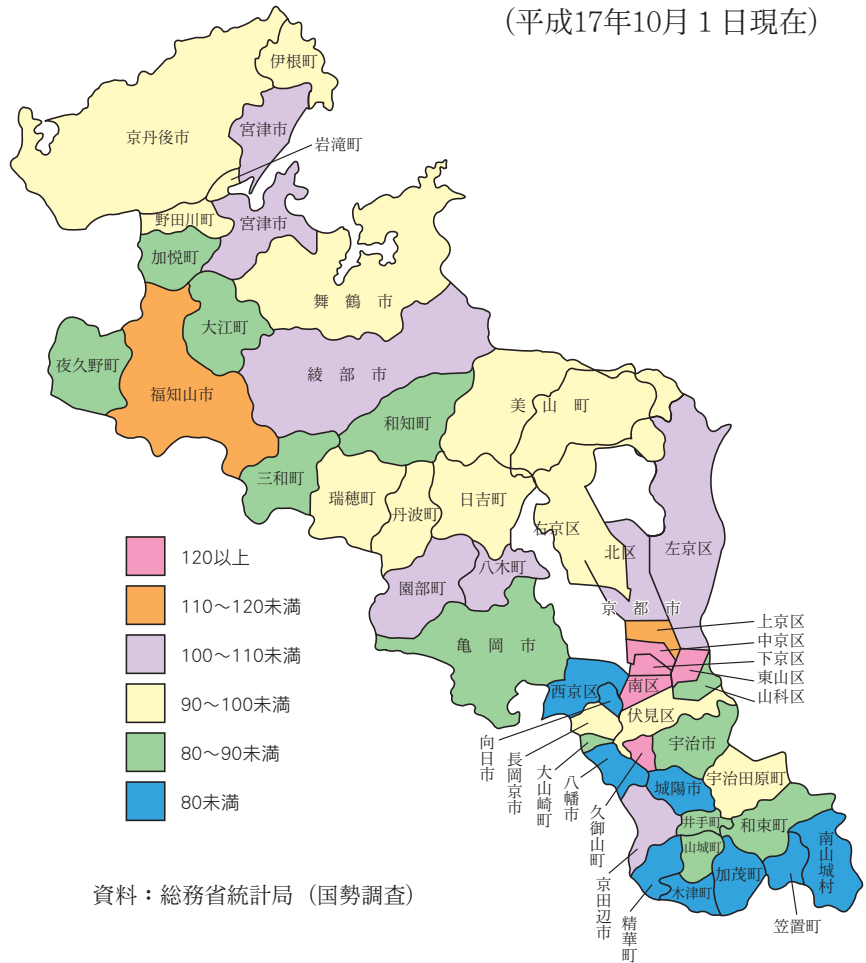 (平成17年10月1日現在)
伊根町
宮津市
京丹後市
岩滝町
野田川町
宮津市
加悦町
舞鶴市
大江町
夜久野町
綾部市
福知山市
美山町
和知町
三和町
瑞穂町
日吉町
丹波町
右京区
北区
左京区
八木町
園部町
京都市
120以上
110～120未満
100～110未満
90～100未満
80～90未満
80未満
亀岡市
上京区
中京区
下京区
東山区
山科区
西京区
南区
伏見区
向日市
長岡京市
大山崎町
八幡市
久御山町
京田辺市
精華町
宇治市
城陽市
宇治田原町
井手町
和束町
山城町
加茂町
木津町
南山城村
笠置町
資料：総務省統計局（国勢調査）